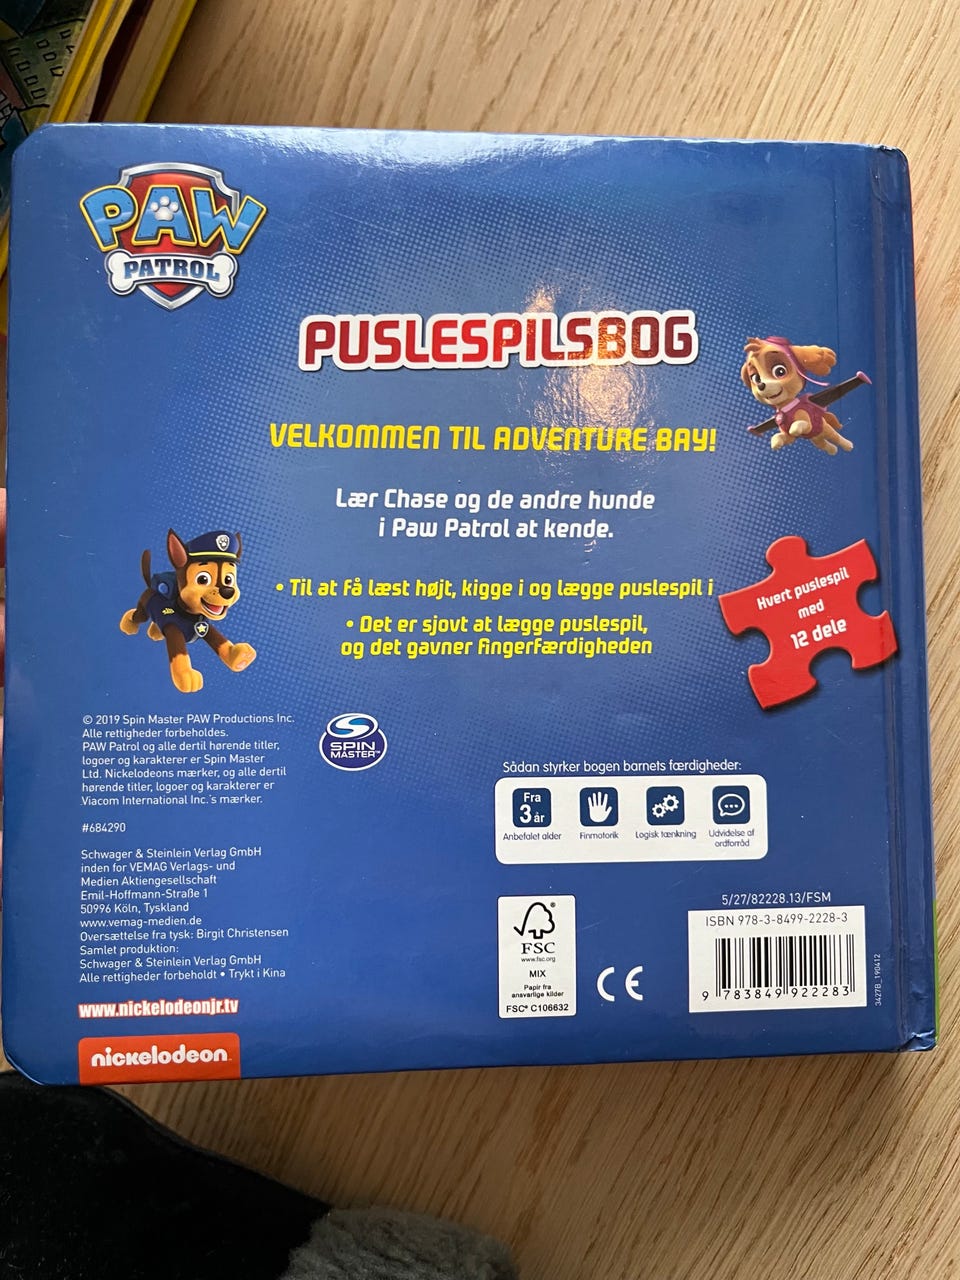 PAW
PATROL
PUSLESPILSBOG
VELKOMMEN TIL ADVENTURE BAY!
Lær Chase og de andre hunde
i Paw Patrol at kende.
• Til at få læst højt, kigge i og lægge puslespil i
• Det er sjovt at lægge puslespil,
og det gavner fingerfærdigheden
Hvert puslespil
med
12 dele
© 2019 Spin Master PAW Productions Inc.
Alle rettigheder forbeholdes.
PAW Patrol og alle dertil hørende titler,
logoer og karakterer er Spin Master
Ltd. Nickelodeons mærker, og alle dertil
hørende titler, logoer og karakterer er
Viacom International Inc.'s mærker.
SPIN
MASTER™
#684290
Schwager & Steinlein Verlag GmbH
inden for VEMAG Verlags- und
Medien Aktiengesellschaft
Emil-Hoffmann-Straße 1
50996 Köln, Tyskland
www.vemag-medien.de
Oversættelse fra tysk: Birgit Christensen
Samlet produktion:
Schwager & Steinlein Verlag GmbH
Alle rettigheder forbeholdt • Trykt i Kina
www.nickelodeonjr.tv
nickelodeon
Sådan styrker bogen barnets færdigheder:
Fra
3 år
Anbefalet alder
Finmotorik
Logisk tænkning
Udvidelse af
ordforråd
FSC
www.fsc.org
MIX
Papir fra
ansvarlige kilder
FSC® C106632
CE
5/27/82228.13/FSM
ISBN 978-3-8499-2228-3
9 783849 922283
3427B_190412